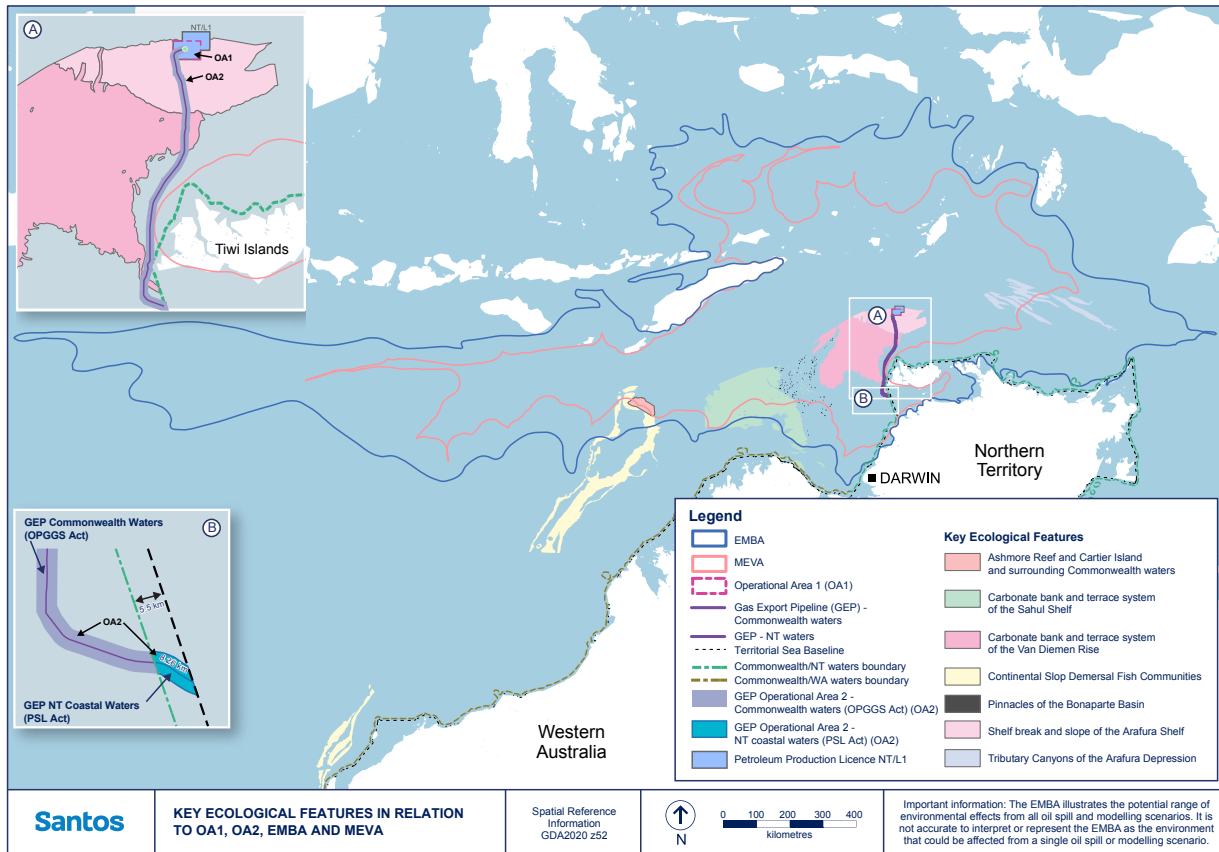 A
NT/L1
OA1
OA2
Tiwi Islands
A
B
Northern
Territory
DARWIN
Western
Australia
B
GEP Commonwealth Waters
(OPGGS Act)
5.5 km
OA2
GEP NT Coastal Waters
(PSL Act)
Legend
EMBA
MEVA
Operational Area 1 (OA1)
Gas Export Pipeline (GEP) -
Commonwealth waters
GEP - NT waters
Territorial Sea Baseline
Commonwealth/NT waters boundary
Commonwealth/WA waters boundary
GEP Operational Area 2 -
Commonwealth waters (OPGGS Act) (OA2)
GEP Operational Area 2 -
NT coastal waters (PSL Act) (OA2)
Petroleum Production Licence NT/L1
Key Ecological Features
Ashmore Reef and Cartier Island
and surrounding Commonwealth waters
Carbonate bank and terrace system
of the Sahul Shelf
Carbonate bank and terrace system
of the Van Diemen Rise
Continental Slop Demersal Fish Communities
Pinnacles of the Bonaparte Basin
Shelf break and slope of the Arafura Shelf
Tributary Canyons of the Arafura Depression
Santos
KEY ECOLOGICAL FEATURES IN RELATION
TO OA1, OA2, EMBA AND MEVA
Spatial Reference
Information
GDA2020 z52
N
0 100 200 300 400
kilometres
Important information: The EMBA illustrates the potential range of
environmental effects from all oil spill and modelling scenarios. It is
not accurate to interpret or represent the EMBA as the environment
that could be affected from a single oil spill or modelling scenario.